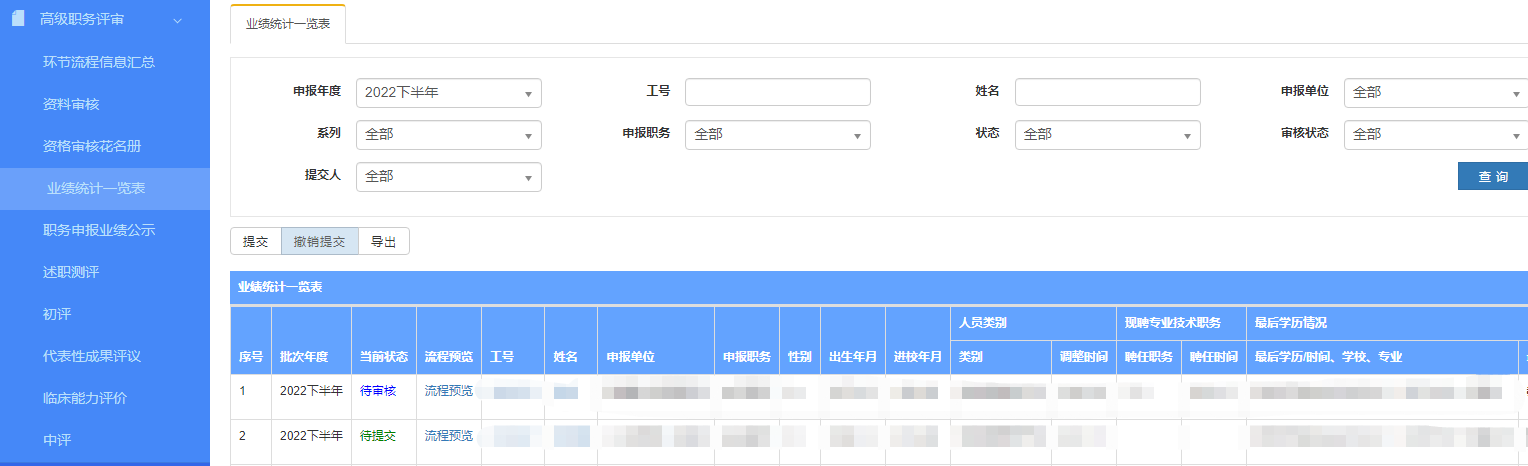 高级职务评审
环节流程信息汇总
资料审核
资格审核花名册
业绩统计一览表
职务申报业绩公示
述职测评
初评
代表性成果评议
临床能力评价
中评
业绩统计一览表
申报年度 2022下半年 工号 姓名 申报单位 全部
系列 全部 申报职务 全部 状态 全部 审核状态 全部
提交人 全部 查 询
提交 撤销提交 导出
业绩统计一览表
人员类别 现聘专业技术职务 最后学历情况
序号 批次年度 当前状态 流程预览 工号 姓名 申报单位 申报职务 性别 出生年月 进校年月 类别 调整时间 聘任职务 聘任时间 最后学历/时间、学校、专业
1 2022下半年 待审核 流程预览
2 2022下半年 待提交 流程预览